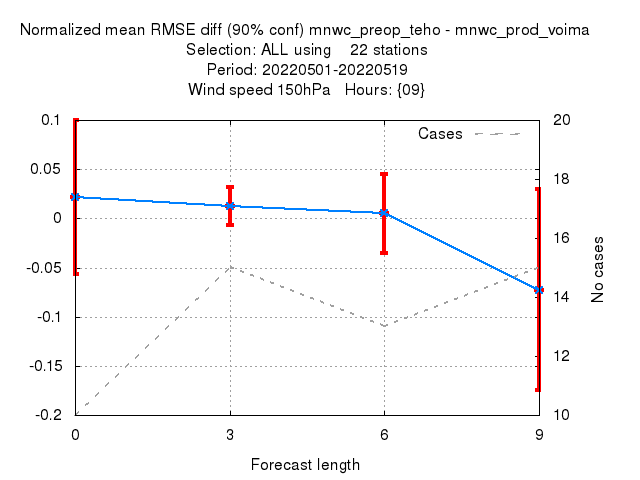 Normalized mean RMSE diff (90% conf) mnwc_preop_teho - mnwc_prod_voima
Selection: ALL using 22 stations
Period: 20220501-20220519
Wind speed 150hPa Hours: {09}
Cases
0.1
0.05
0
-0.05
-0.1
-0.15
-0.2
20
18
16
14
12
10
No cases
0 3 6 9
Forecast length